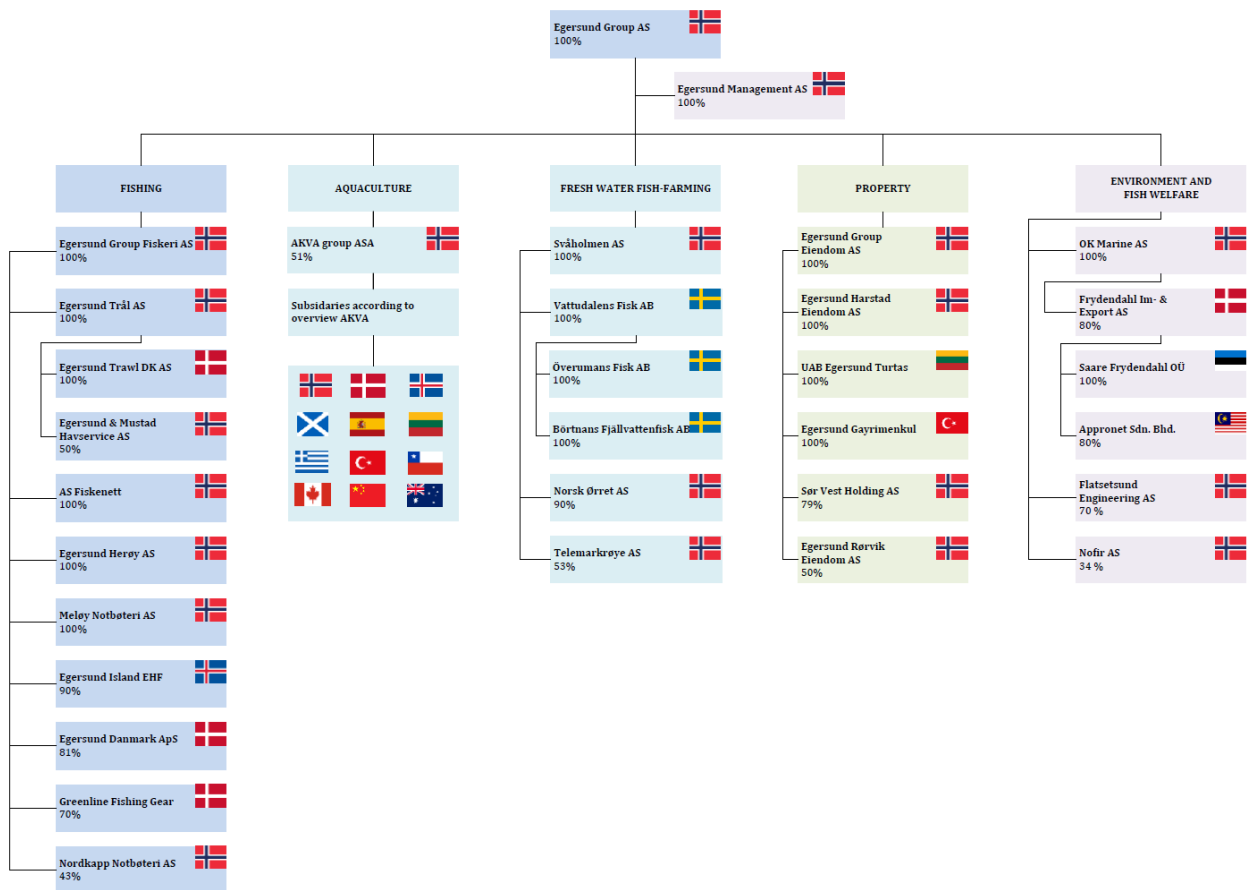 Egersund Group AS
100%
Egersund Management AS
100%
FISHING
Egersund Group Fiskeri AS
100%
Egersund Trål AS
100%
Egersund Trawl DK AS
100%
Egersund & Mustad
Havservice AS
50%
AS Fiskenett
100%
Egersund Herøy AS
100%
Meløy Notbøteri AS
100%
Egersund Island EHF
90%
Egersund Danmark ApS
81%
Greenline Fishing Gear
70%
Nordkapp Notbøteri AS
43%
AQUACULTURE
AKVA group ASA
51%
Subsidaries according to
overview AKVA
FRESH WATER FISH-FARMING
Svåholmen AS
100%
Vattudalens Fisk AB
100%
Överumans Fisk AB
100%
Börtnans Fjällvattenfisk AB
100%
Norsk Ørret AS
90%
Telemarkrøye AS
53%
PROPERTY
Egersund Group
Eiendom AS
100%
Egersund Harstad
Eiendom AS
100%
UAB Egersund Turtas
100%
Egersund Gayrimenkul
100%
Sør Vest Holding AS
79%
Egersund Rørvik
Eiendom AS
50%
ENVIRONMENT AND
FISH WELFARE
OK Marine AS
100%
Frydendahl Im- &
Export AS
80%
Saare Frydendahl OÜ
100%
Appronet Sdn. Bhd.
80%
Flatsetsund
Engineering AS
70 %
Nofir AS
34 %